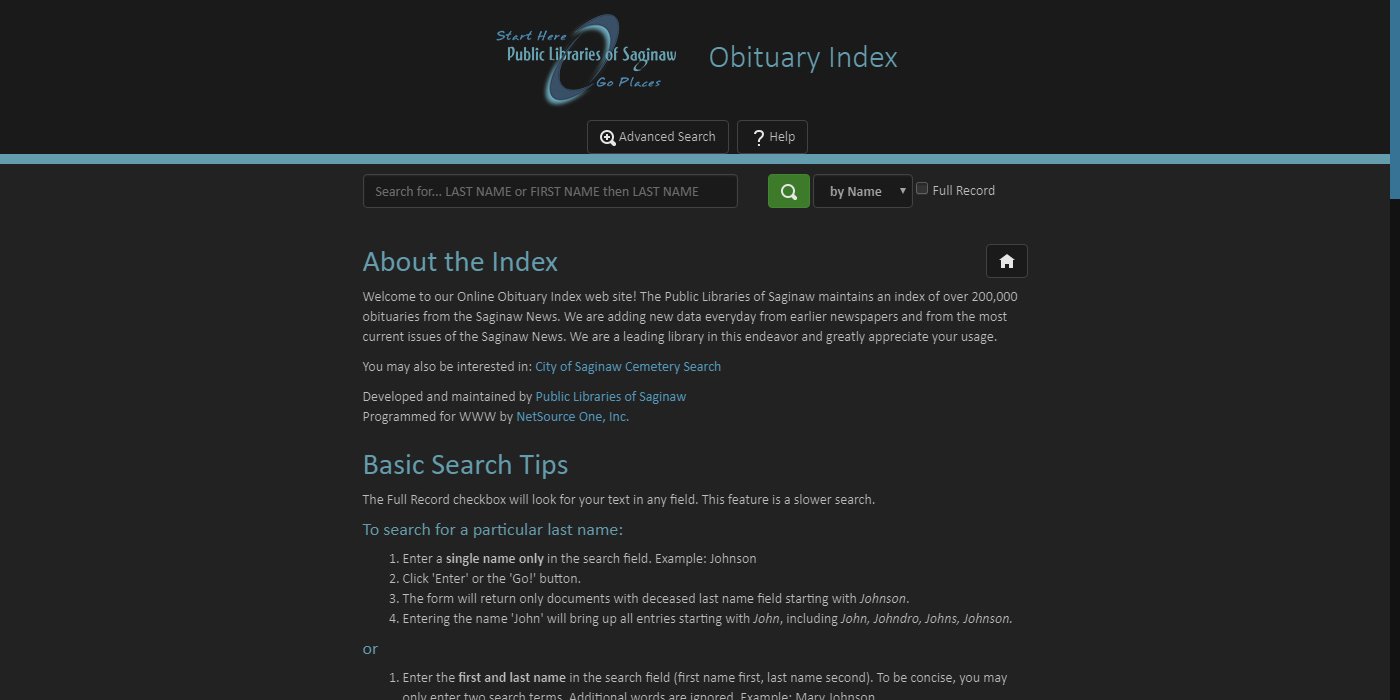 Start Here
Public Libraries of Saginaw
Go Places
Obituary Index
Advanced Search
? Help
Search for... LAST NAME or FIRST NAME then LAST NAME
by Name
Full Record
About the Index
Welcome to our Online Obituary Index web site! The Public Libraries of Saginaw maintains an index of over 200,000
obituaries from the Saginaw News. We are adding new data everyday from earlier newspapers and from the most
current issues of the Saginaw News. We are a leading library in this endeavor and greatly appreciate your usage.
You may also be interested in: City of Saginaw Cemetery Search
Developed and maintained by Public Libraries of Saginaw
Programmed for WWW by NetSource One, Inc.
Basic Search Tips
The Full Record checkbox will look for your text in any field. This feature is a slower search.
To search for a particular last name:
1. Enter a single name only in the search field. Example: Johnson
2. Click 'Enter' or the 'Go!' button.
3. The form will return only documents with deceased last name field starting with Johnson.
4. Entering the name 'John' will bring up all entries starting with John, including John, Johndro, Johns, Johnson.
or
1. Enter the first and last name in the search field (first name first, last name second). To be concise, you may
only enter two search terms. Additional words are ignored. Example: Mary Johnson